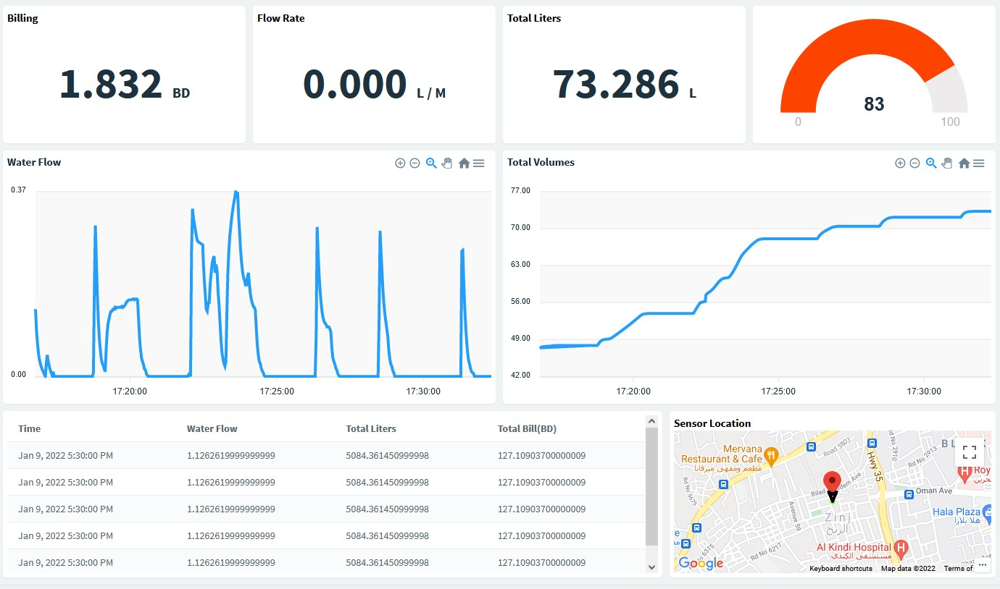 Billing
1.832 BD
Flow Rate
0.000 L / M
Total Liters
73.286 L
83
0 100
Water Flow
0.37
0.00
17:20:00 17:25:00 17:30:00
Total Volumes
77.00
70.00
63.00
56.00
49.00
42.00
17:20:00 17:25:00 17:30:00
Time Water Flow Total Liters Total Bill(BD)
Jan 9, 2022 5:30:00 PM 1.1262619999999999 5084.361450999998 127.10903700000009
Jan 9, 2022 5:30:00 PM 1.1262619999999999 5084.361450999998 127.10903700000009
Jan 9, 2022 5:30:00 PM 1.1262619999999999 5084.361450999998 127.10903700000009
Jan 9, 2022 5:30:00 PM 1.1262619999999999 5084.361450999998 127.10903700000009
Jan 9, 2022 5:30:00 PM 1.1262619999999999 5084.361450999998 127.10903700000009
Sensor Location
Mervana
Restaurant & Cafe
مطعم ومقهى ميرفانا
Road 5803
Hwy 35
Rd No 2910
Rd No 2913
Rd No 5675
Avenue 59
Oman Ave
Zinj
الزنج
Hala Plaza
هلا بلازا
Rd No 6217
Al Kindi Hospital
مستشفى الكندي
Google
Keyboard shortcuts Map data ©2022 Terms of